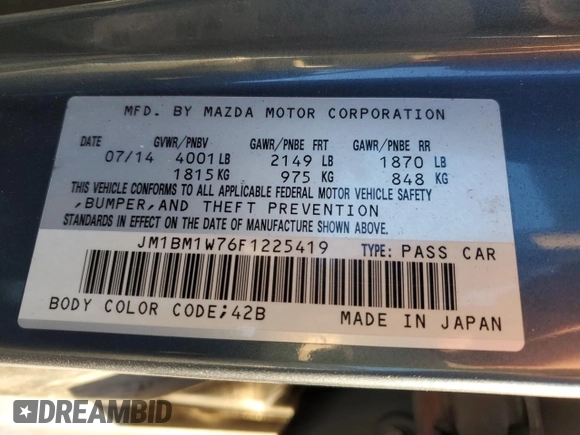 MFD. BY MAZDA MOTOR CORPORATION
DATE GVWR/PNBV GAWR/PNBE FRT GAWR/PNBE RR
07/14 4001 LB 2149 LB 1870 LB
1815 KG 975 KG 848 KG
THIS VEHICLE CONFORMS TO ALL APPLICABLE FEDERAL MOTOR VEHICLE SAFETY
,BUMPER,AND THEFT PREVENTION
STANDARDS IN EFFECT ON THE DATE OF MANUFACTURE SHOWN ABOVE.
JM1BM1W76F1225419 TYPE: PASS CAR
BODY COLOR CODE;42B MADE IN JAPAN
DREAMBID